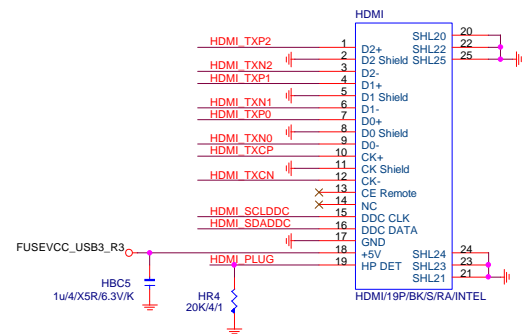 HDMI
HDMI_TXP2 1 D2+ SHL20 20
2 D2 Shield SHL22 22
HDMI_TXN2 3 D2- SHL25 25
HDMI_TXP1 4 D1+
5 D1 Shield
HDMI_TXN1 6 D1-
HDMI_TXP0 7 D0+
8 D0 Shield
HDMI_TXN0 9 D0-
HDMI_TXCP 10 CK+
11 CK Shield
HDMI_TXCN 12 CK-
13 CE Remote
14 NC
HDMI_SCLDDC 15 DDC CLK
HDMI_SDADDC 16 DDC DATA
17 GND
FUSEVCC_USB3_R3 18 +5V SHL24 24
HDMI_PLUG 19 HP DET SHL23 23
SHL21 21
HBC5
1u/4/X5R/6.3V/K
HR4
20K/4/1
HDMI/19P/BK/S/RA/INTEL